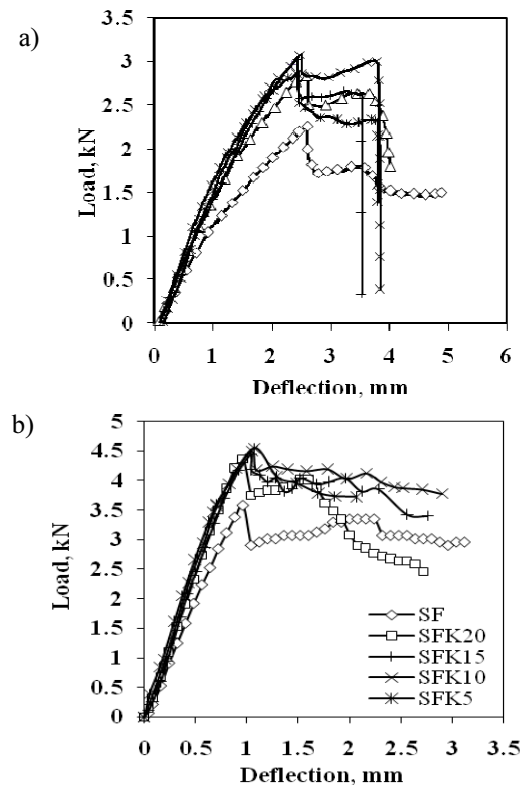 a)
3.5
3
2.5
2
1.5
1
0.5
0
Load, kN
0 1 2 3 4 5
Deflection, mm
b)
5
4.5
4
3.5
3
2.5
2
1.5
1
0.5
0
Load, kN
SF
SFK20
SFK15
SFK10
SFK5
0 0.5 1 1.5 2 2.5 3 3.5
Deflection, mm